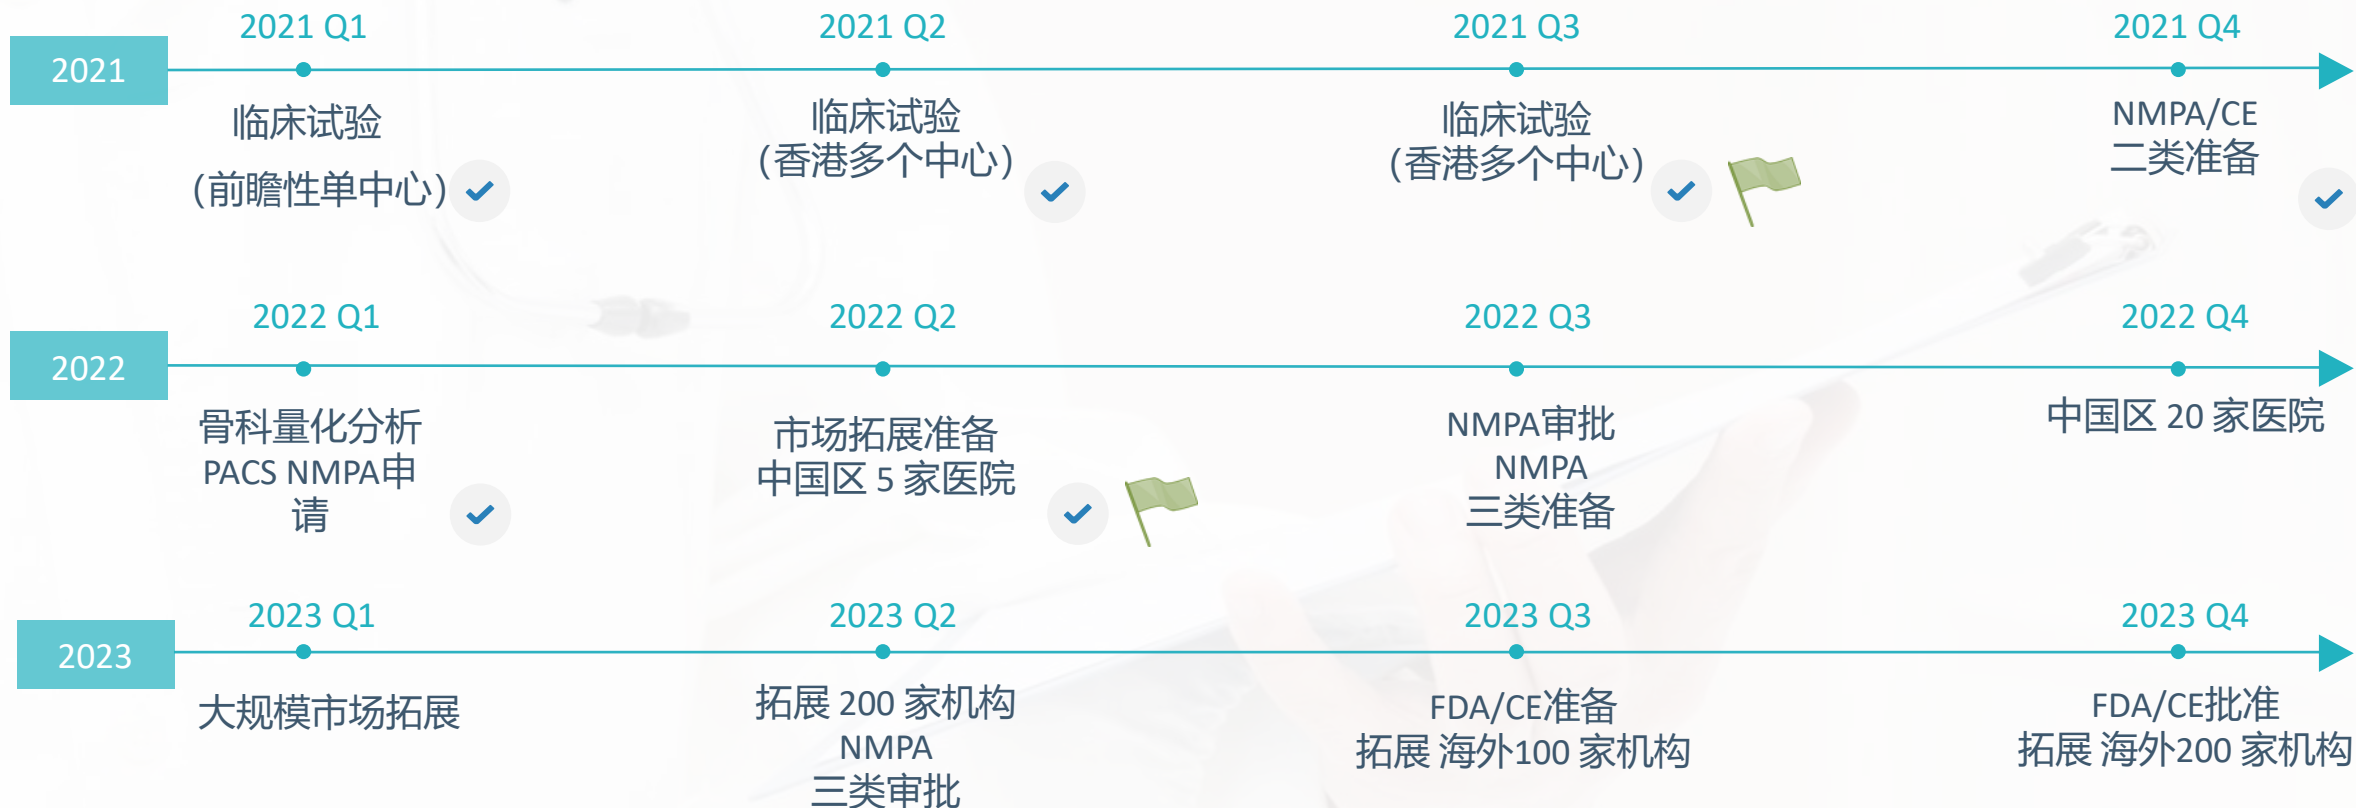 2021 Q1
2021 Q2
2021 Q3
2021 Q4
2021
临床试验
（前瞻性单中心）
临床试验
（香港多个中心）
临床试验
（香港多个中心）
NMPA/CE
二类准备
2022 Q1
2022 Q2
2022 Q3
2022 Q4
2022
骨科量化分析
PACS NMPA申
请
市场拓展准备
中国区 5 家医院
NMPA审批
NMPA
三类准备
中国区 20 家医院
2023 Q1
2023 Q2
2023 Q3
2023 Q4
2023
大规模市场拓展
拓展 200 家机构
NMPA
三类审批
FDA/CE准备
拓展 海外100 家机构
FDA/CE批准
拓展 海外200 家机构